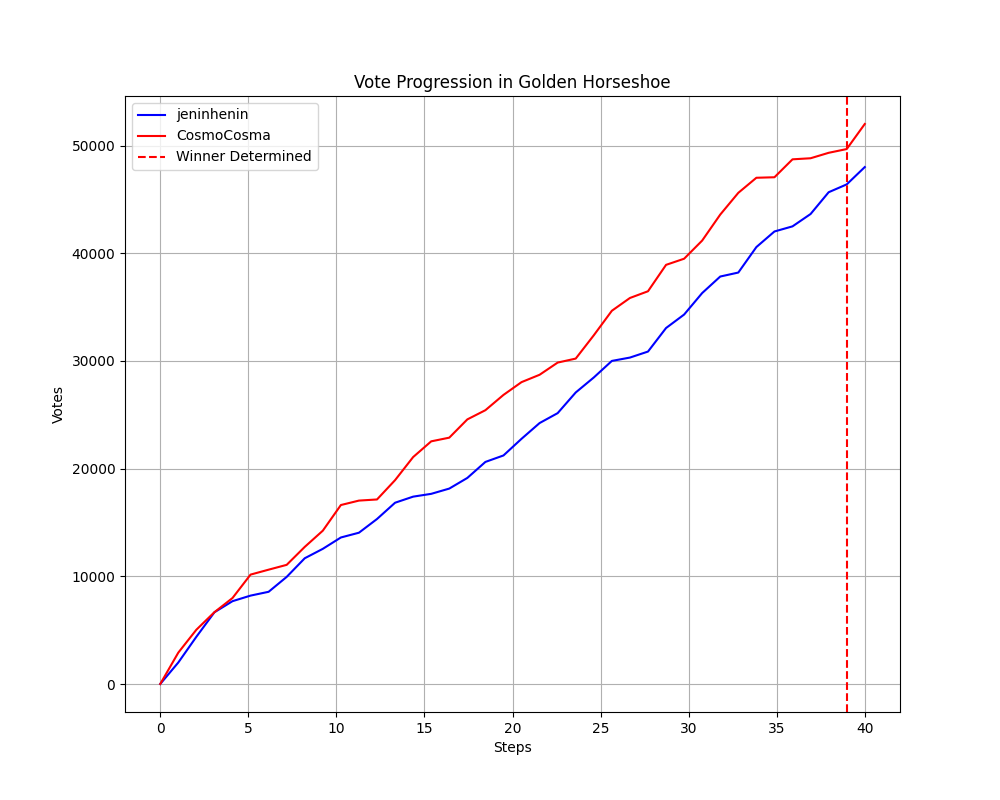 Vote Progression in Golden Horseshoe
jeninhenin
CosmoCosma
Winner Determined
Votes
50000
40000
30000
20000
10000
0
0 5 10 15 20 25 30 35 40
Steps